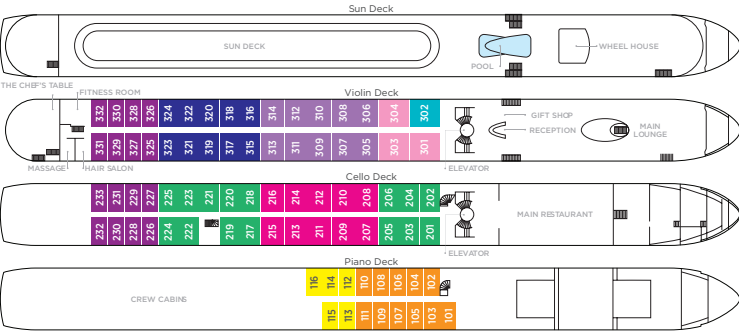 Sun Deck
SUN DECK
POOL
WHEEL HOUSE
THE CHEF'S TABLE
FITNESS ROOM
Violin Deck
332 330 328 326 324 322 320 318 316 314 312 310 308 306 304 302
331 329 327 325 323 321 319 317 315 313 311 309 307 305 303 301
GIFT SHOP
RECEPTION
MAIN
LOUNGE
MASSAGE
HAIR SALON
ELEVATOR
Cello Deck
233 231 229 227 225 223 221 220 218 216 214 212 210 208 206 204 202
232 230 228 226 224 222 219 217 215 213 211 209 207 205 203 201
MAIN RESTAURANT
ELEVATOR
Piano Deck
116 114 112 110 108 106 104 102
CREW CABINS
115 113 111 109 107 105 103 101